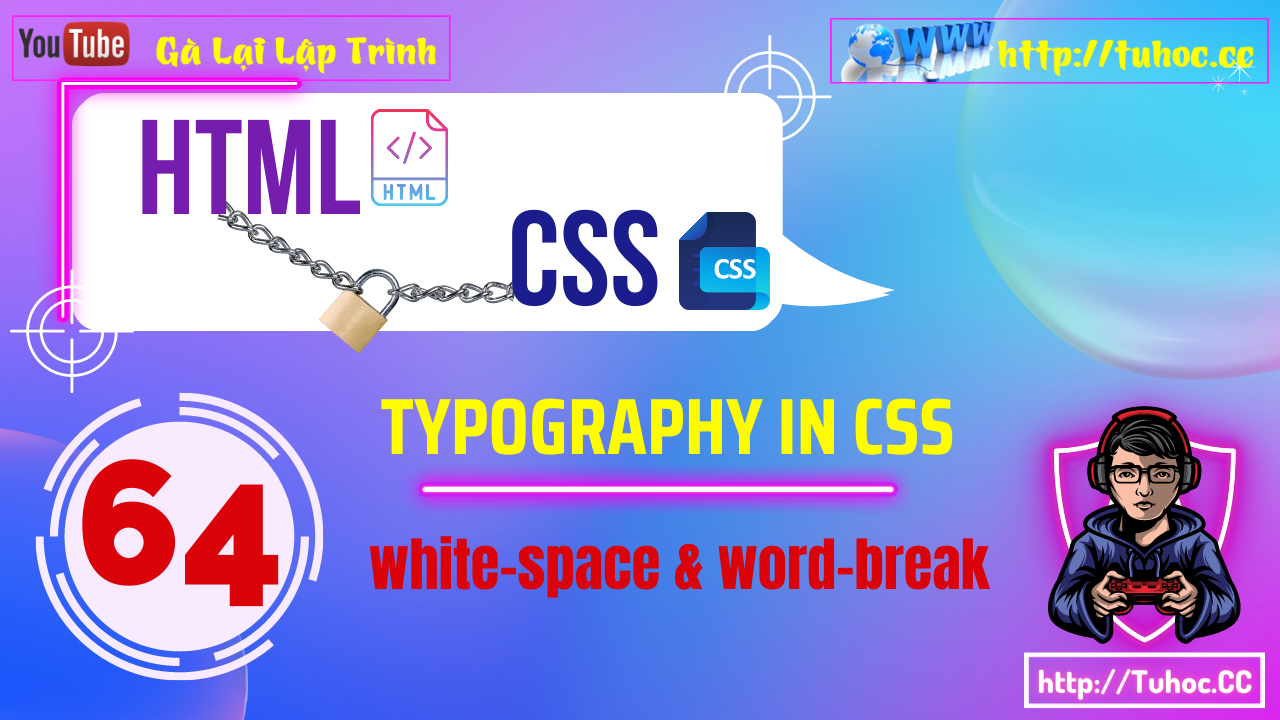 YouTube Gà Lại Lập Trình
WWW http://tuhoc.cc
HTML
</>
HTML
CSS
CSS
TYPOGRAPHY IN CSS
64
white-space & word-break
http://Tuhoc.CC